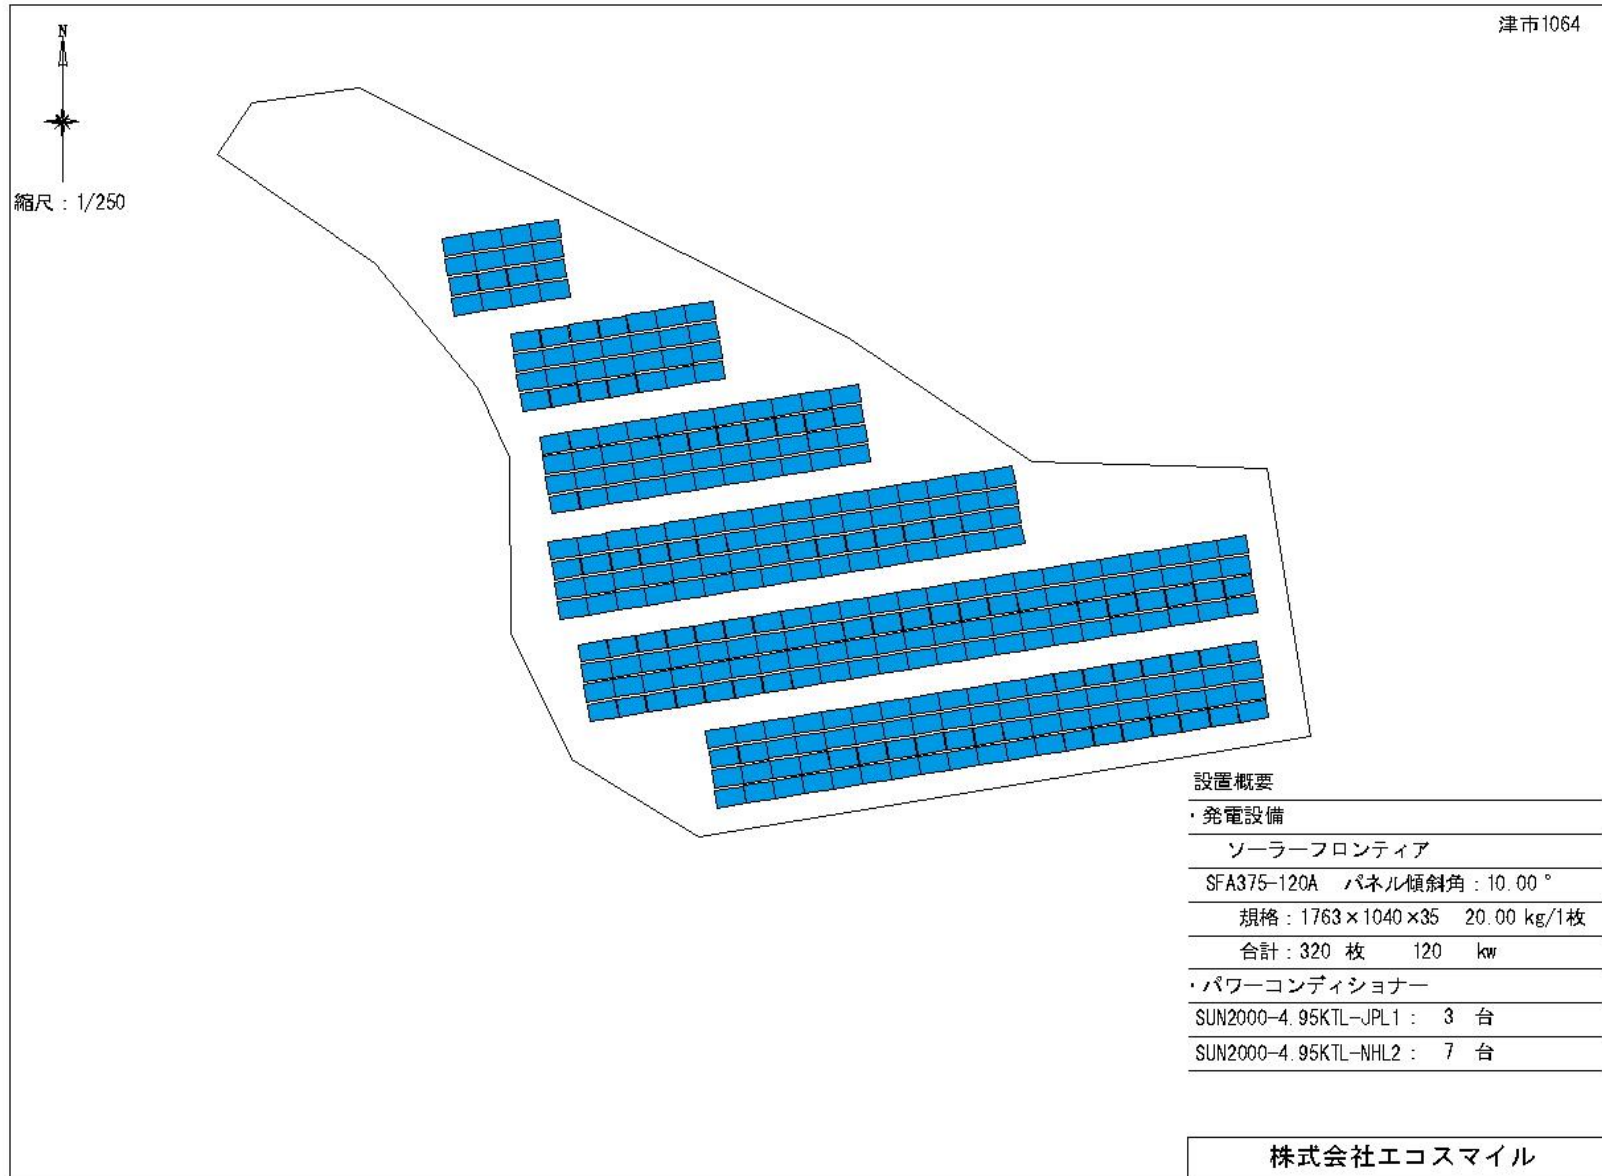 津市1064
N
縮尺：1/250
設置概要
・発電設備
ソーラーフロンティア
SFA375-120A パネル傾斜角：10.00°
規格：1763×1040×35 20.00 kg/1枚
合計：320 枚 120 kw
・パワーコンディショナー
SUN2000-4.95KTL-JPL1： 3 台
SUN2000-4.95KTL-NHL2： 7 台
株式会社エコスマイル